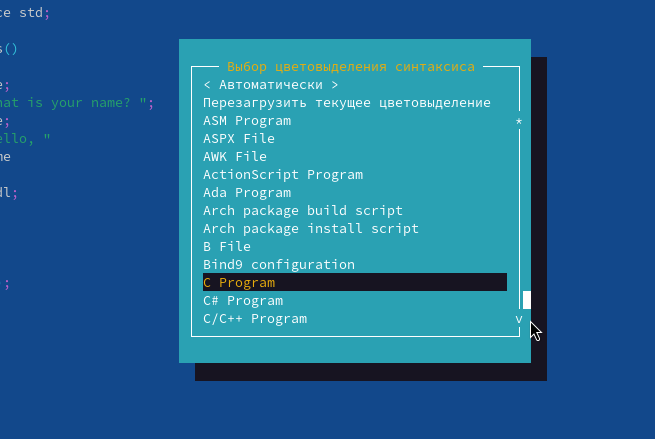 ce std;
s()
Выбор цветовыделения синтаксиса
e;
< Автоматически >
hat is your name? ";
Перезагрузить текущее цветовыделение
e;
ASM Program
*
ello, "
ASPX File
me
AWK File
ActionScript Program
dl;
Ada Program
Arch package build script
Arch package install script
B File
Bind9 configuration
;
C Program
C# Program
C/C++ Program
v